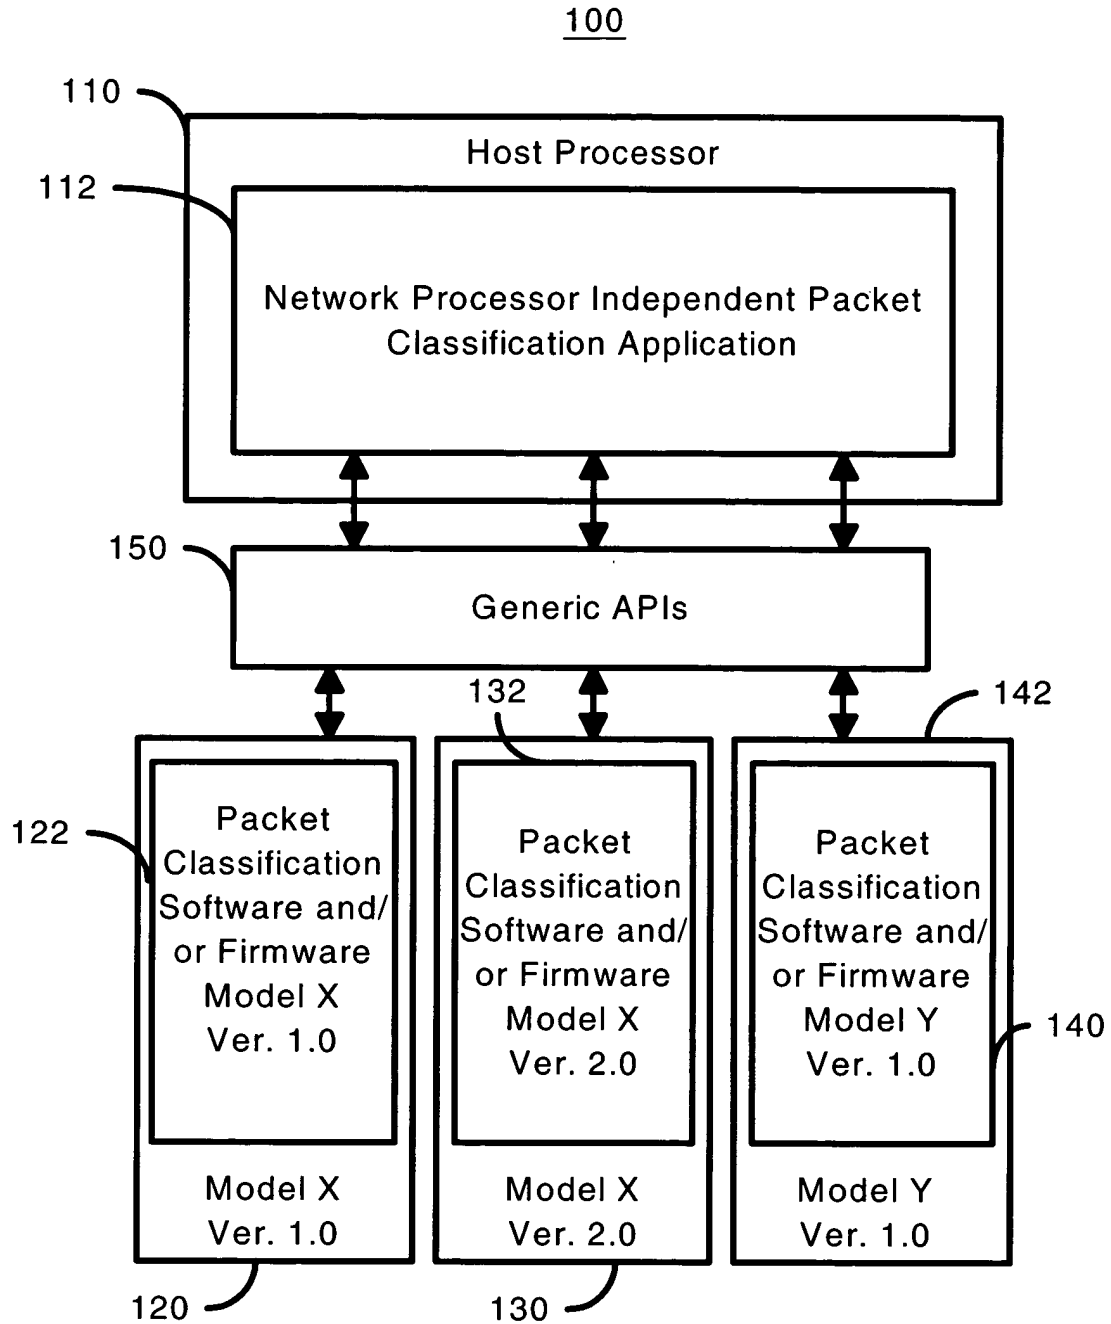 100
110
Host Processor
112
Network Processor Independent Packet
Classification Application
150
Generic APIs
132
142
122
Packet
Classification
Software and/
or Firmware
Model X
Ver. 1.0
Packet
Classification
Software and/
or Firmware
Model X
Ver. 2.0
Packet
Classification
Software and/
or Firmware
Model Y
Ver. 1.0
140
Model X
Ver. 1.0
Model X
Ver. 2.0
Model Y
Ver. 1.0
120
130